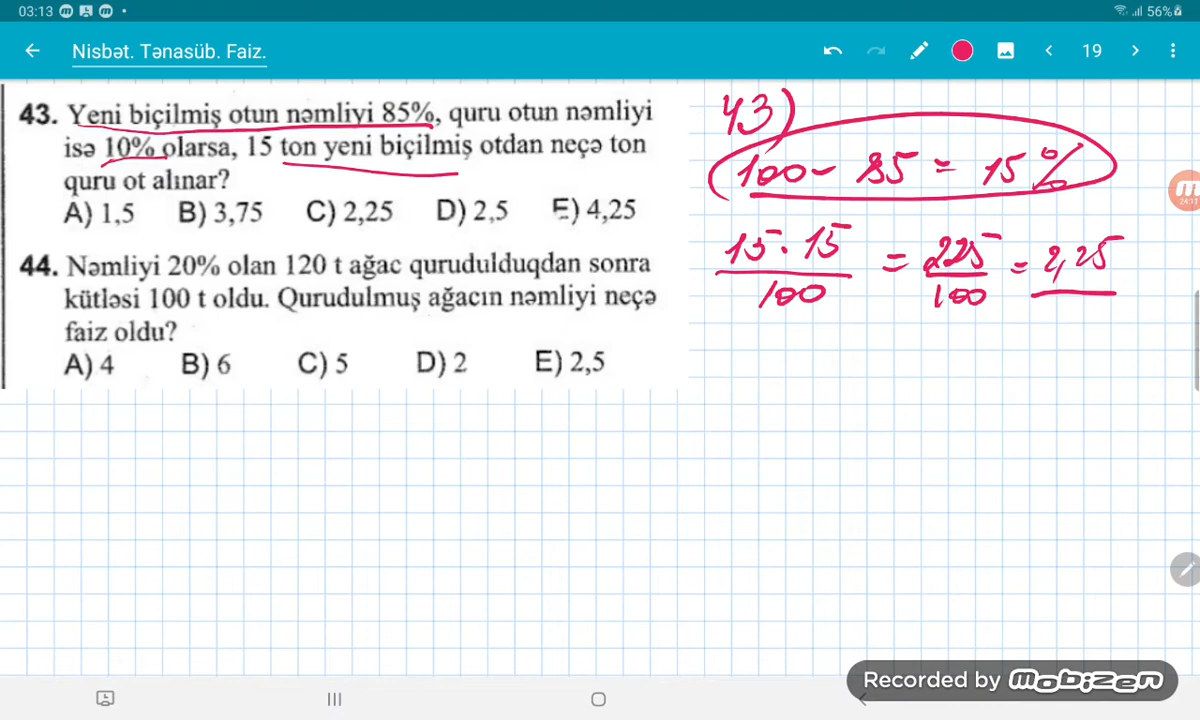 03:13
56%
Nisbət. Tənasüb. Faiz.
19
43. Yeni biçilmiş otun nəmliyi 85%, quru otun nəmliyi
isə 10% olarsa, 15 ton yeni biçilmiş otdan neçə ton
quru ot alınar?
A) 1,5 B) 3,75 C) 2,25 D) 2,5 E) 4,25
44. Nəmliyi 20% olan 120 t ağac qurudulduqdan sonra
kütləsi 100 t oldu. Qurudulmuş ağacın nəmliyi neçə
faiz oldu?
A) 4 B) 6 C) 5 D) 2 E) 2,5
43)
100 - 85 = 15%
15 · 15 / 100 = 225 / 100 = 2,25
24:11
Recorded by Mobizen